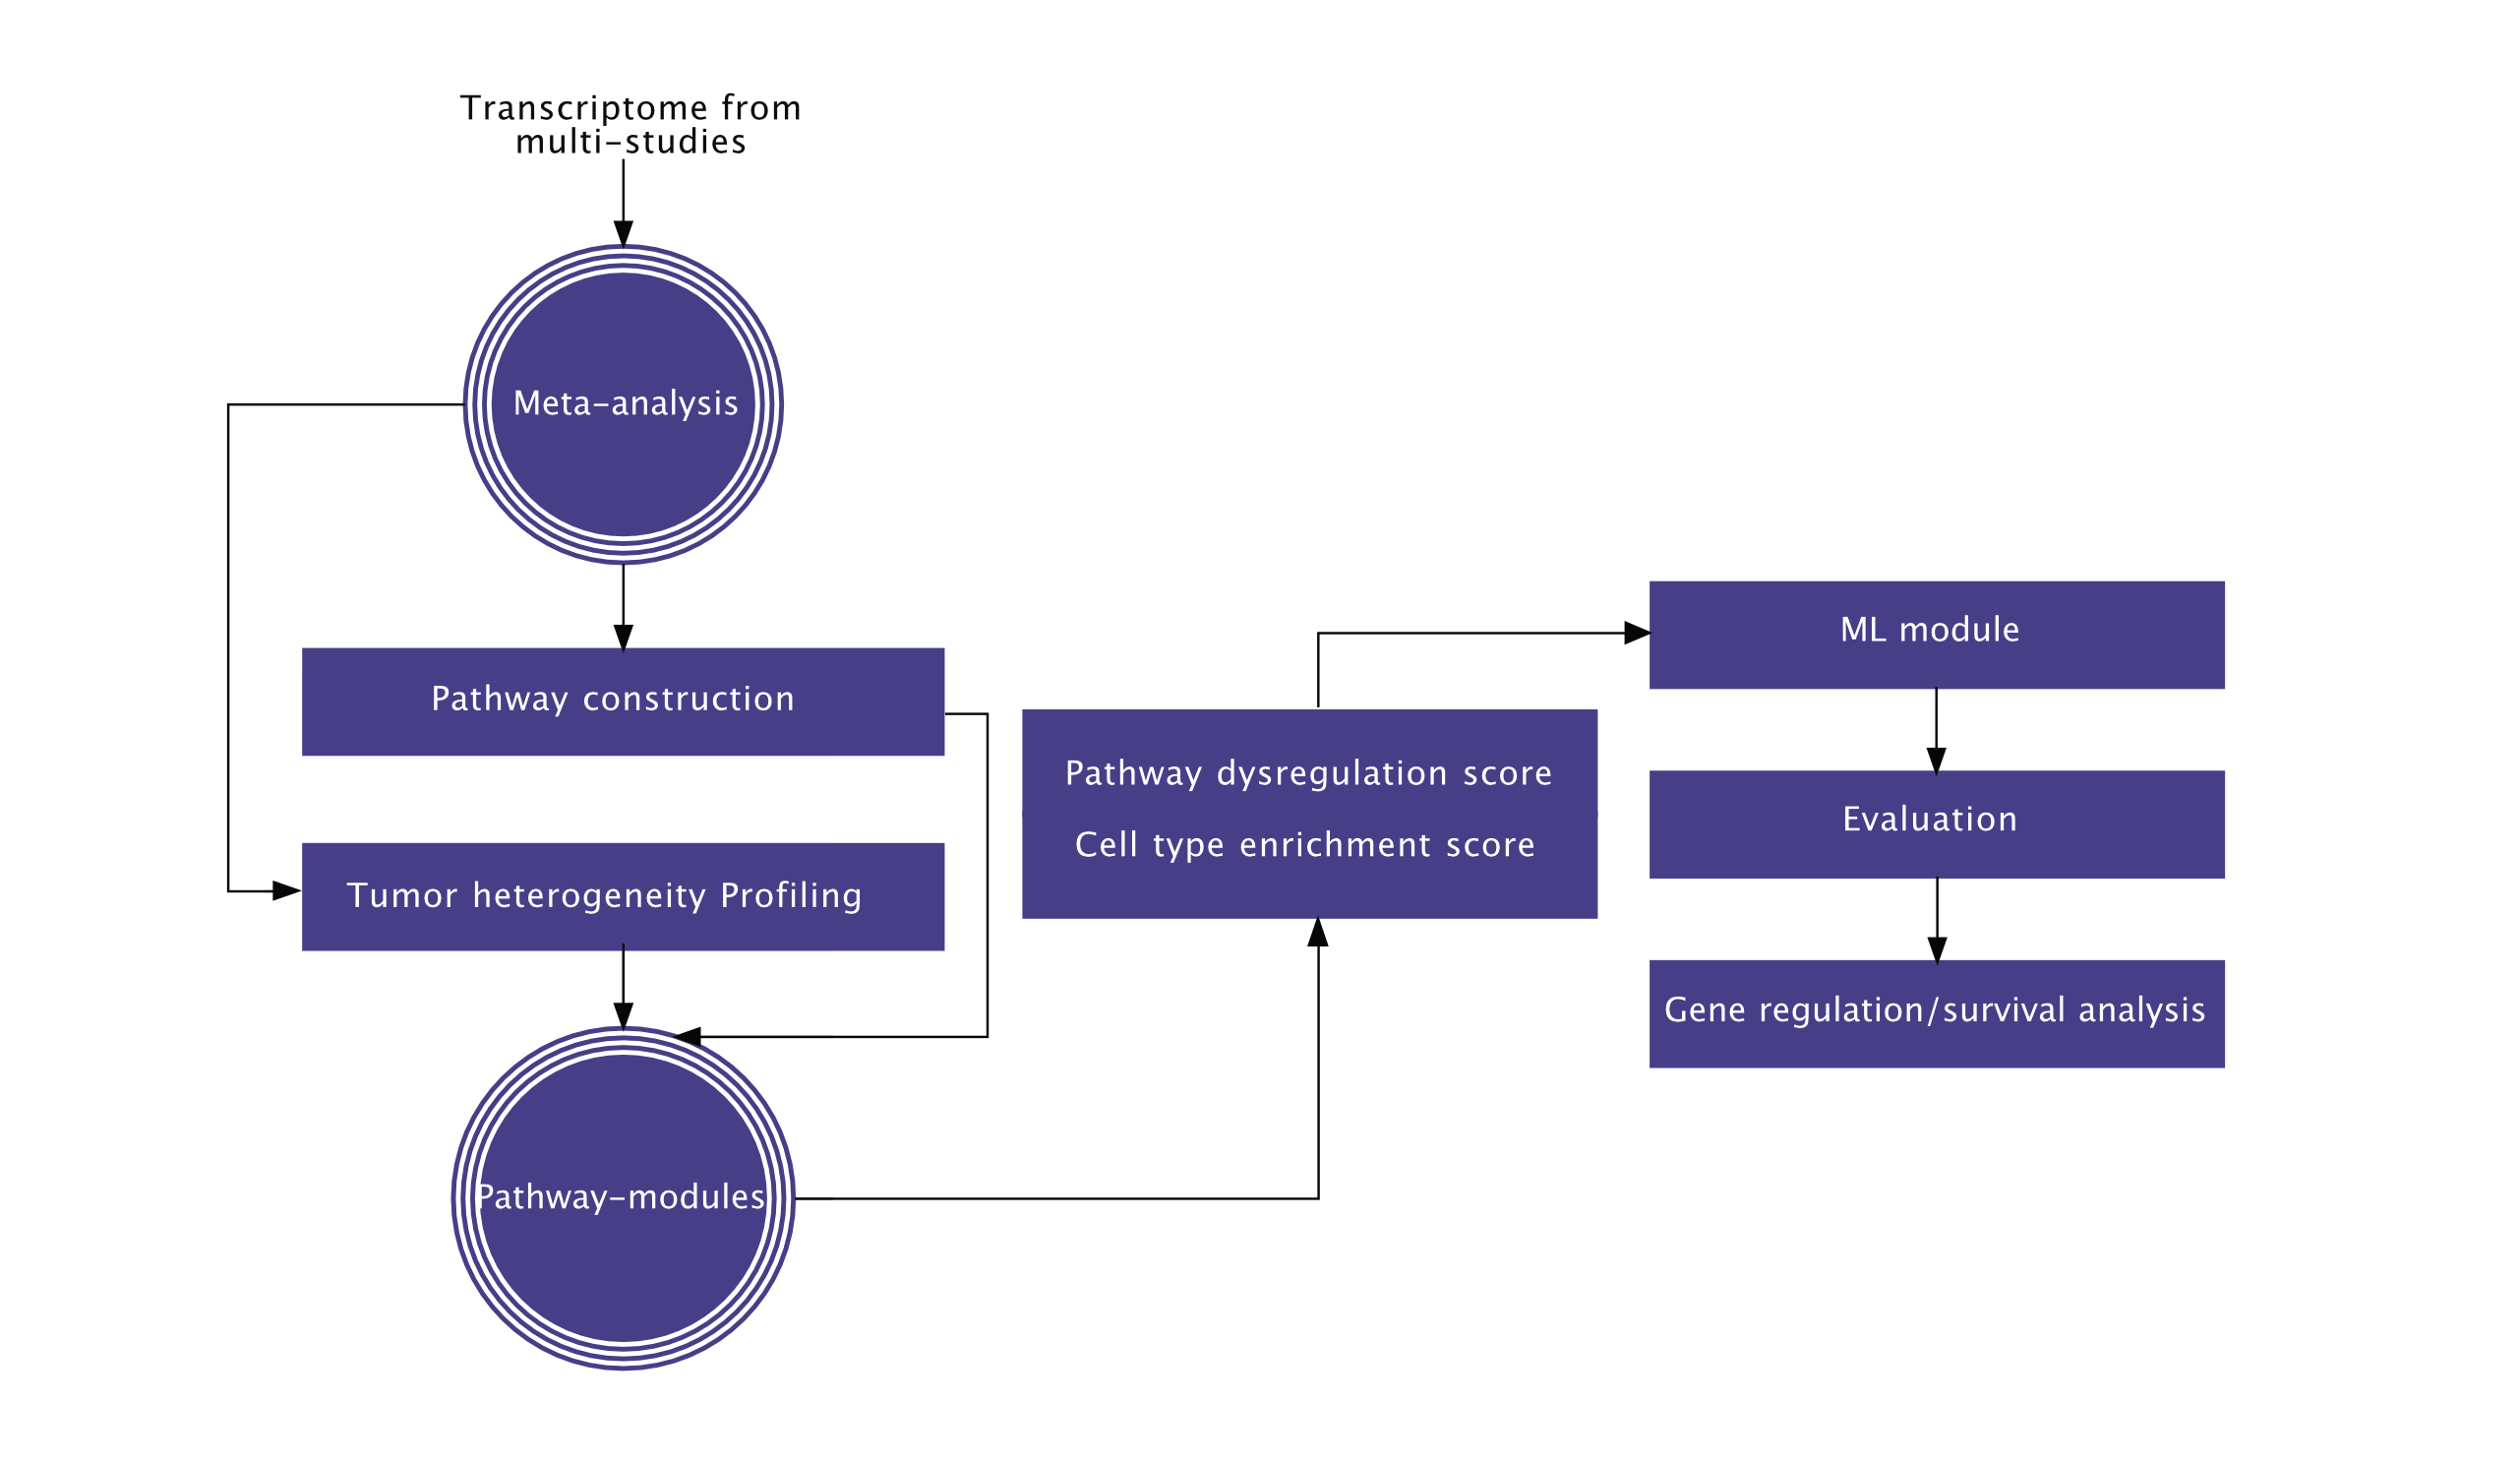 Transcriptome from
multi-studies
Meta-analysis
Pathway construction
Tumor heterogeneity Profiling
Pathway-modules
Pathway dysregulation score
Cell type enrichment score
ML module
Evaluation
Gene regulation/survival analysis